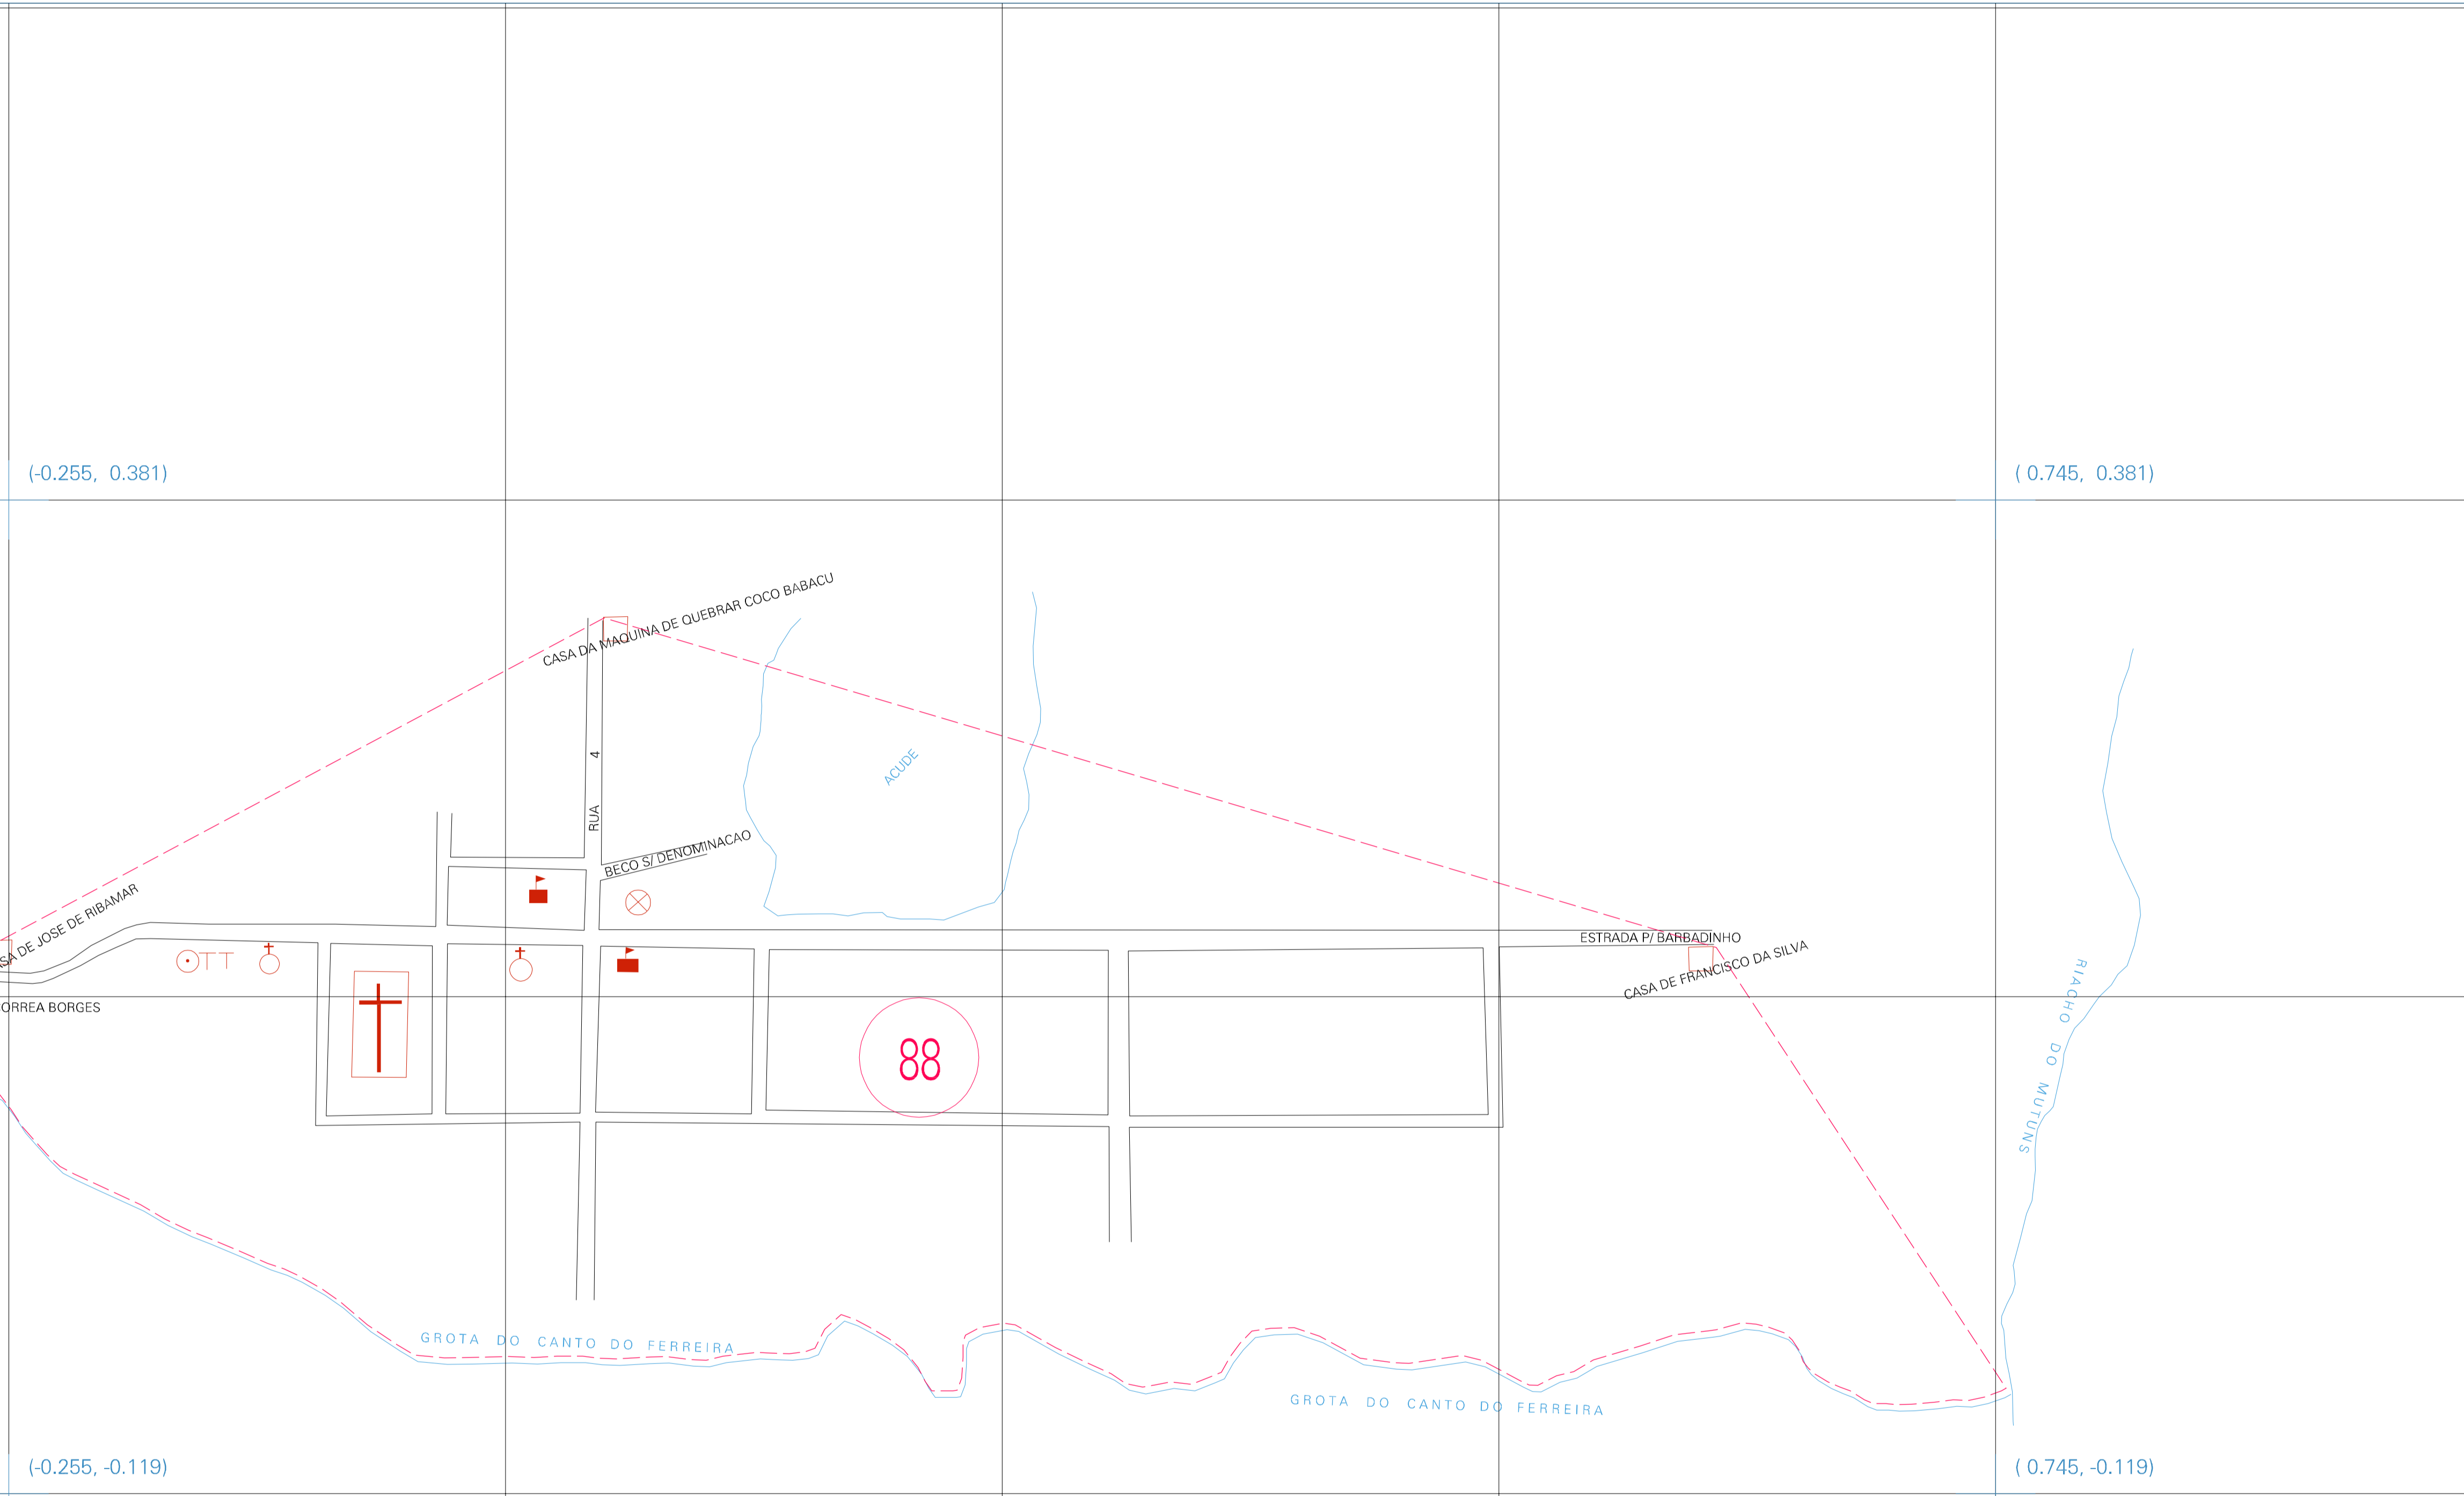 (-0.255, 0.381)
( 0.745, 0.381)
CASA DA MAQUINA DE QUEBRAR COCO BABACU
RUA 4
ACUDE
BECO S/ DENOMINACAO
SA DE JOSE DE RIBAMAR
ESTRADA P/ BARBADINHO
CASA DE FRANCISCO DA SILVA
ORREA BORGES
88
RIACHO DO MUTUNS
GROTA DO CANTO DO FERREIRA
GROTA DO CANTO DO FERREIRA
(-0.255, -0.119)
( 0.745, -0.119)